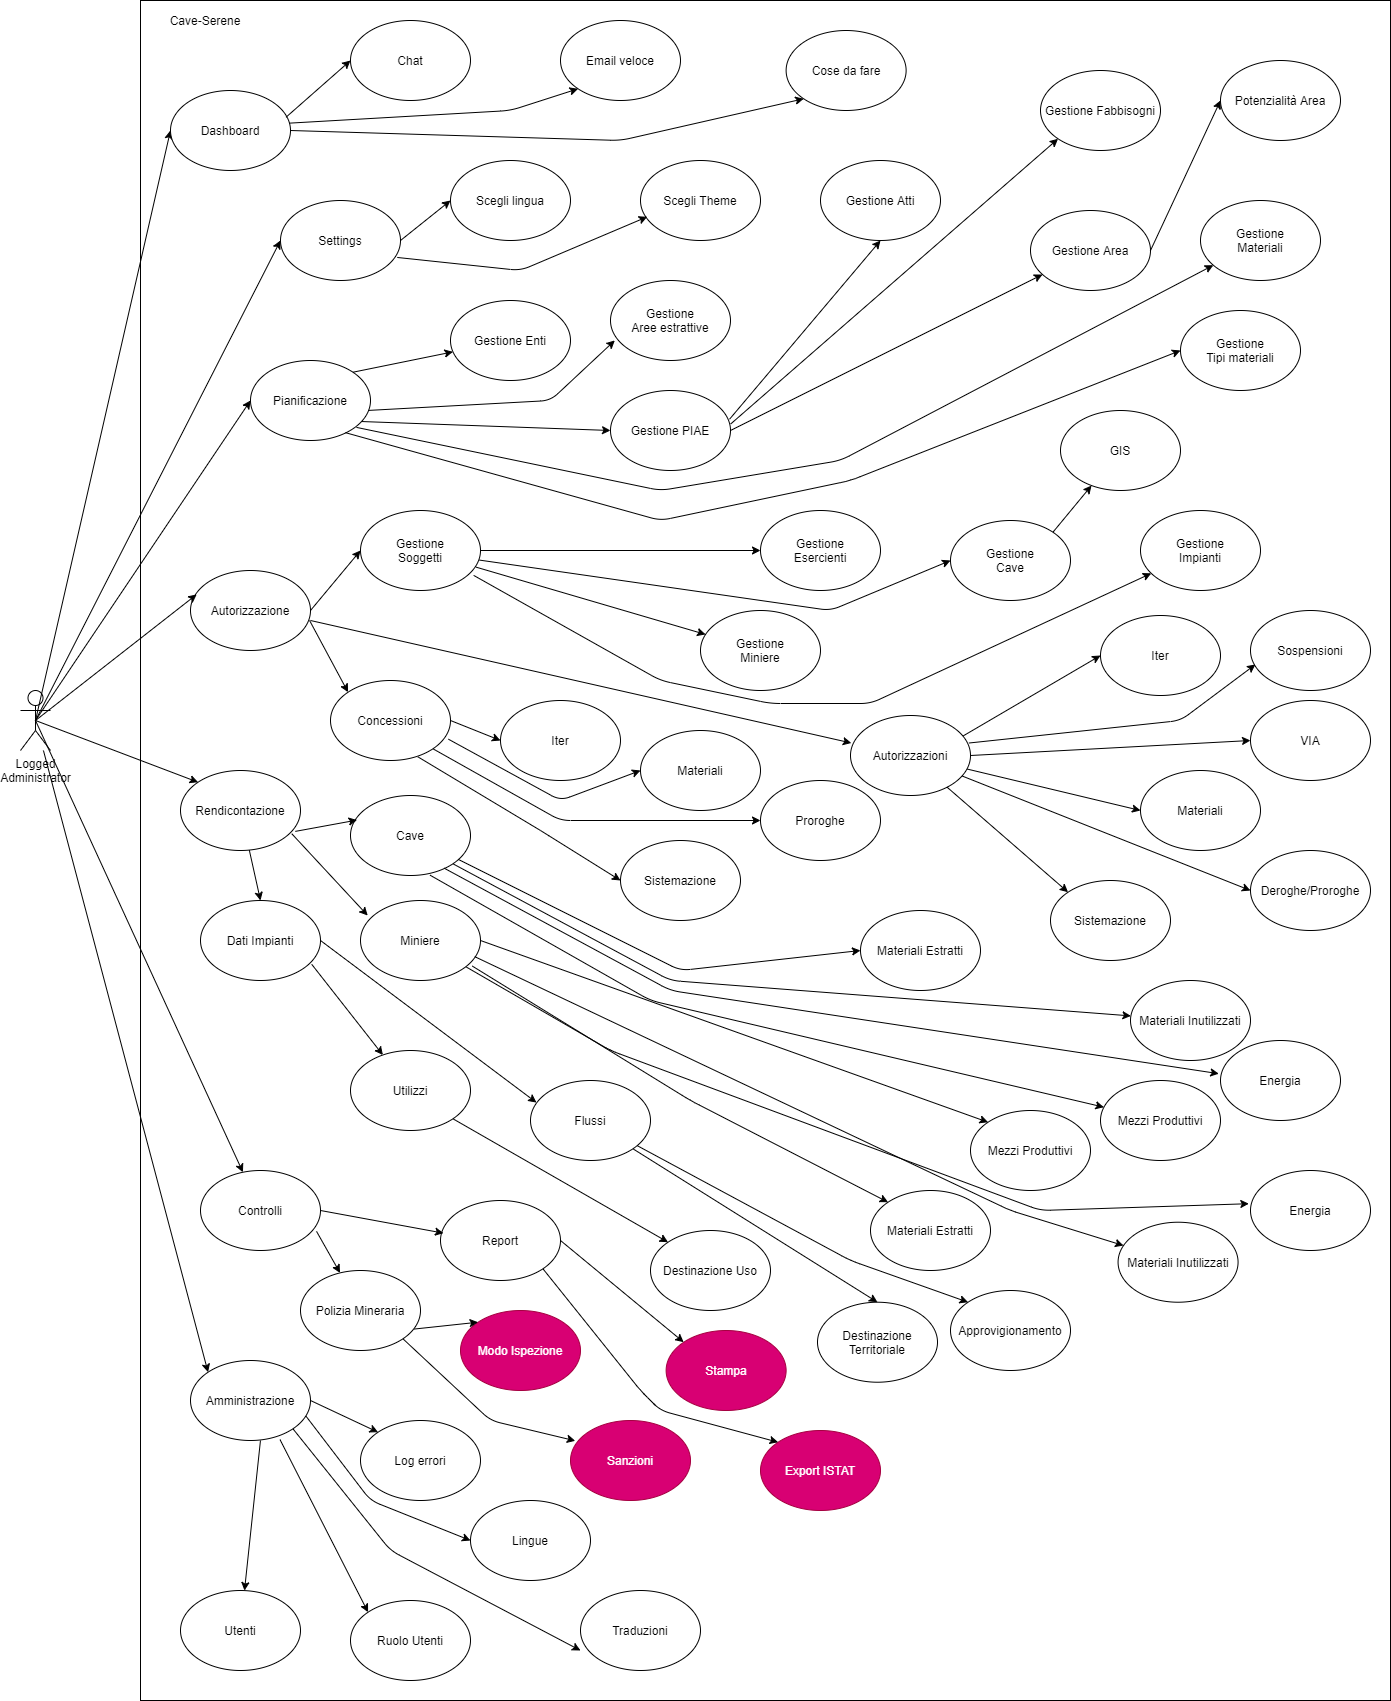 Cave-Serene
Chat
Email veloce
Cose da fare
Dashboard
Gestione Fabbisogni
Potenzialità Area
Scegli lingua
Scegli Theme
Gestione Atti
Settings
Gestione Area
Gestione
Materiali
Gestione Enti
Gestione
Aree estrattive
Gestione
Tipi materiali
Pianificazione
Gestione PIAE
GIS
Gestione
Soggetti
Gestione
Esercienti
Gestione
Cave
Gestione
Impianti
Autorizzazione
Gestione
Miniere
Iter
Sospensioni
Concessioni
Iter
Autorizzazioni
VIA
Logged
Administrator
Materiali
Rendicontazione
Cave
Proroghe
Materiali
Sistemazione
Deroghe/Proroghe
Sistemazione
Dati Impianti
Miniere
Materiali Estratti
Materiali Inutilizzati
Utilizzi
Flussi
Energia
Mezzi Produttivi
Mezzi Produttivi
Controlli
Report
Materiali Estratti
Energia
Destinazione Uso
Materiali Inutilizzati
Polizia Mineraria
Modo Ispezione
Stampa
Destinazione
Territoriale
Approvigionamento
Amministrazione
Log errori
Sanzioni
Export ISTAT
Lingue
Utenti
Ruolo Utenti
Traduzioni